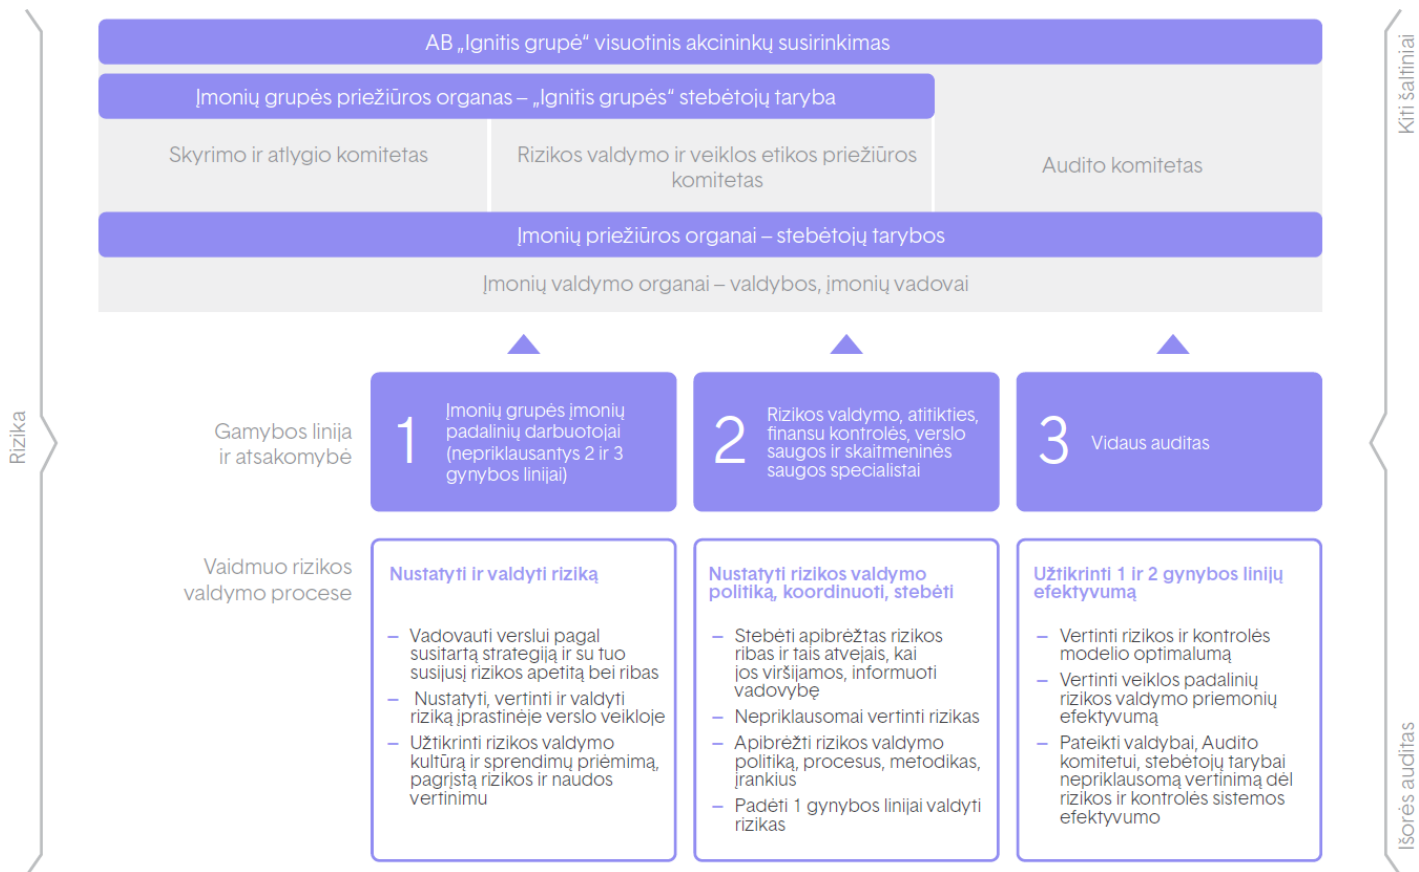 AB „Ignitis grupė“ visuotinis akcininkų susirinkimas
Įmonių grupės priežiūros organas – „Ignitis grupės“ stebėtojų taryba
Skyrimo ir atlygio komitetas
Rizikos valdymo ir veiklos etikos priežiūros
komitetas
Audito komitetas
Įmonių priežiūros organai – stebėtojų tarybos
Įmonių valdymo organai – valdybos, įmonių vadovai
Rizika
Kiti šaltiniai
Išorės auditas
Gamybos linija
ir atsakomybė
1
Įmonių grupės įmonių
padalinių darbuotojai
(nepriklausantys 2 ir 3
gynybos linijai)
2
Rizikos valdymo, atitikties,
finansu kontrolės, verslo
saugos ir skaitmeninės
saugos specialistai
3
Vidaus auditas
Vaidmuo rizikos
valdymo procese
Nustatyti ir valdyti riziką
– Vadovauti verslui pagal
susitartą strategiją ir su tuo
susijusį rizikos apetitą bei ribas
– Nustatyti, vertinti ir valdyti
riziką įprastinėje verslo veikloje
– Užtikrinti rizikos valdymo
kultūrą ir sprendimų priėmimą,
pagrįstą rizikos ir naudos
vertinimu
Nustatyti rizikos valdymo
politiką, koordinuoti, stebėti
– Stebėti apibrėžtas rizikos
ribas ir tais atvejais, kai
jos viršijamos, informuoti
vadovybę
– Nepriklausomai vertinti rizikas
– Apibrėžti rizikos valdymo
politiką, procesus, metodikas,
įrankius
– Padėti 1 gynybos linijai valdyti
rizikas
Užtikrinti 1 ir 2 gynybos linijų
efektyvumą
– Vertinti rizikos ir kontrolės
modelio optimalumą
– Vertinti veiklos padalinių
rizikos valdymo priemonių
efektyvumą
– Pateikti valdybai, Audito
komitetui, stebėtojų tarybai
nepriklausomą vertinimą dėl
rizikos ir kontrolės sistemos
efektyvumo